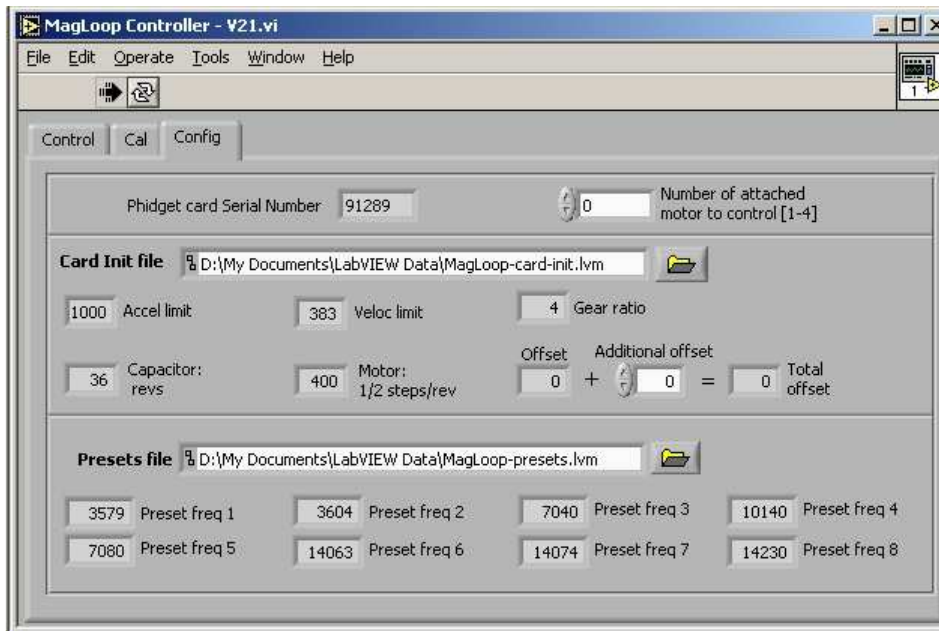 MagLoop Controller - V21.vi
File Edit Operate Tools Window Help
1
Control Cal Config
Phidget card Serial Number 91289 0 Number of attached
motor to control [1-4]
Card Init file D:\My Documents\LabVIEW Data\MagLoop-card-init.lvm
1000 Accel limit 383 Veloc limit 4 Gear ratio
Offset Additional offset
36 Capacitor: 400 Motor: 0 + 0 = 0 Total
revs 1/2 steps/rev offset
Presets file D:\My Documents\LabVIEW Data\MagLoop-presets.lvm
3579 Preset freq 1 3604 Preset freq 2 7040 Preset freq 3 10140 Preset freq 4
7080 Preset freq 5 14063 Preset freq 6 14074 Preset freq 7 14230 Preset freq 8